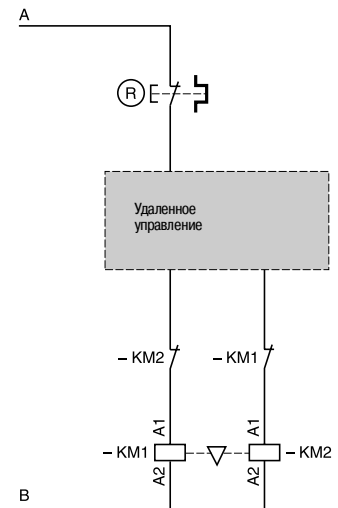 A
R
Удаленное
управление
– KM2
– KM1
A1
A1
– KM1
– KM2
A2
A2
B